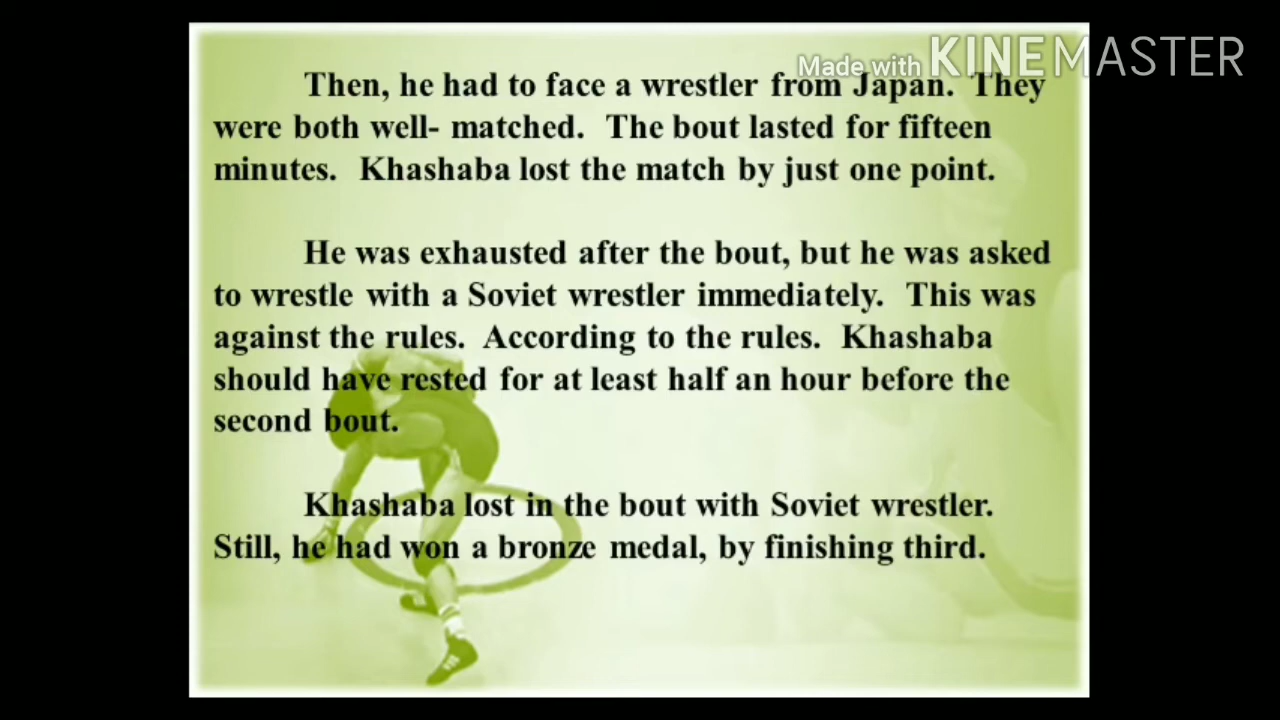 Made with KINEMASTER
Then, he had to face a wrestler from Japan. They
were both well- matched. The bout lasted for fifteen
minutes. Khashaba lost the match by just one point.
He was exhausted after the bout, but he was asked
to wrestle with a Soviet wrestler immediately. This was
against the rules. According to the rules. Khashaba
should have rested for at least half an hour before the
second bout.
Khashaba lost in the bout with Soviet wrestler.
Still, he had won a bronze medal, by finishing third.